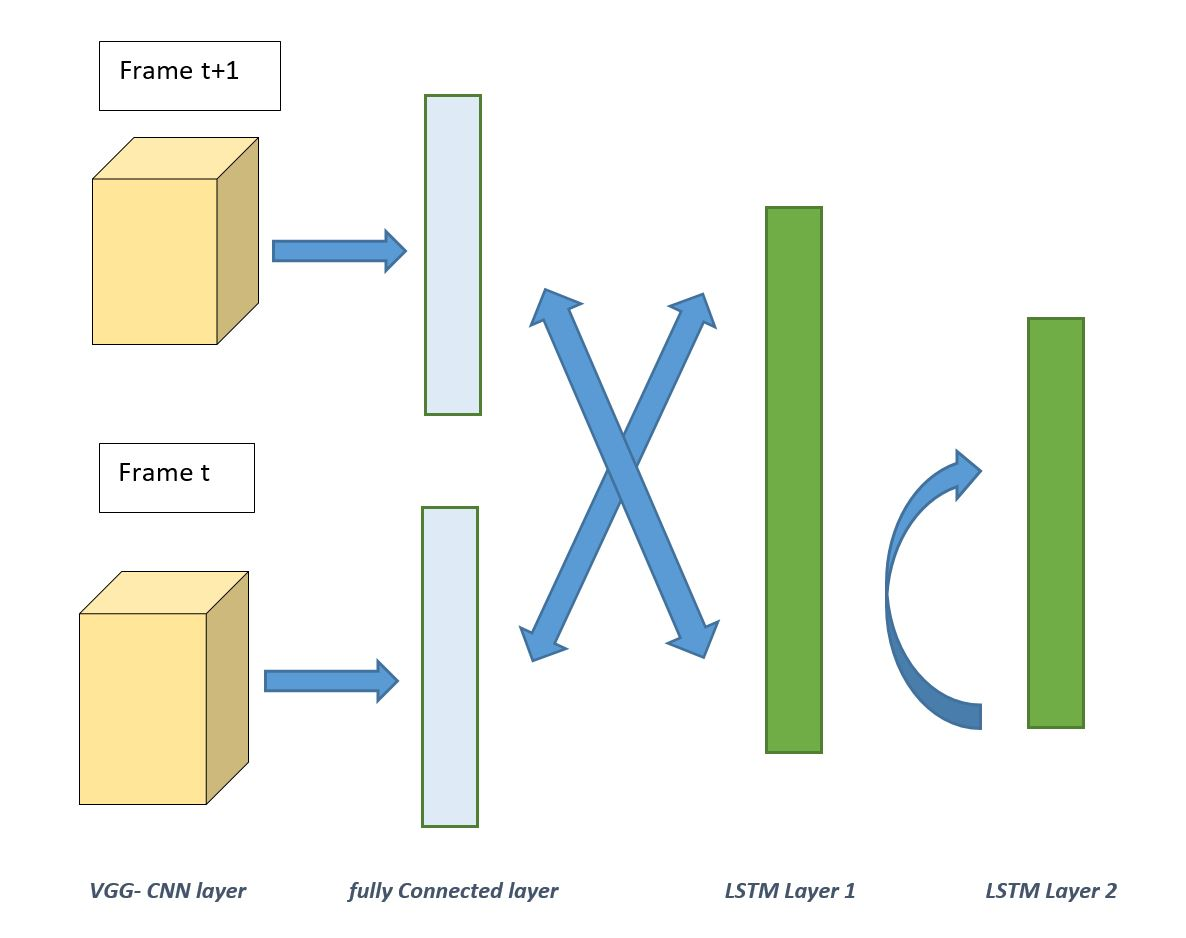 Frame t+1
Frame t
VGG- CNN layer
fully Connected layer
LSTM Layer 1
LSTM Layer 2